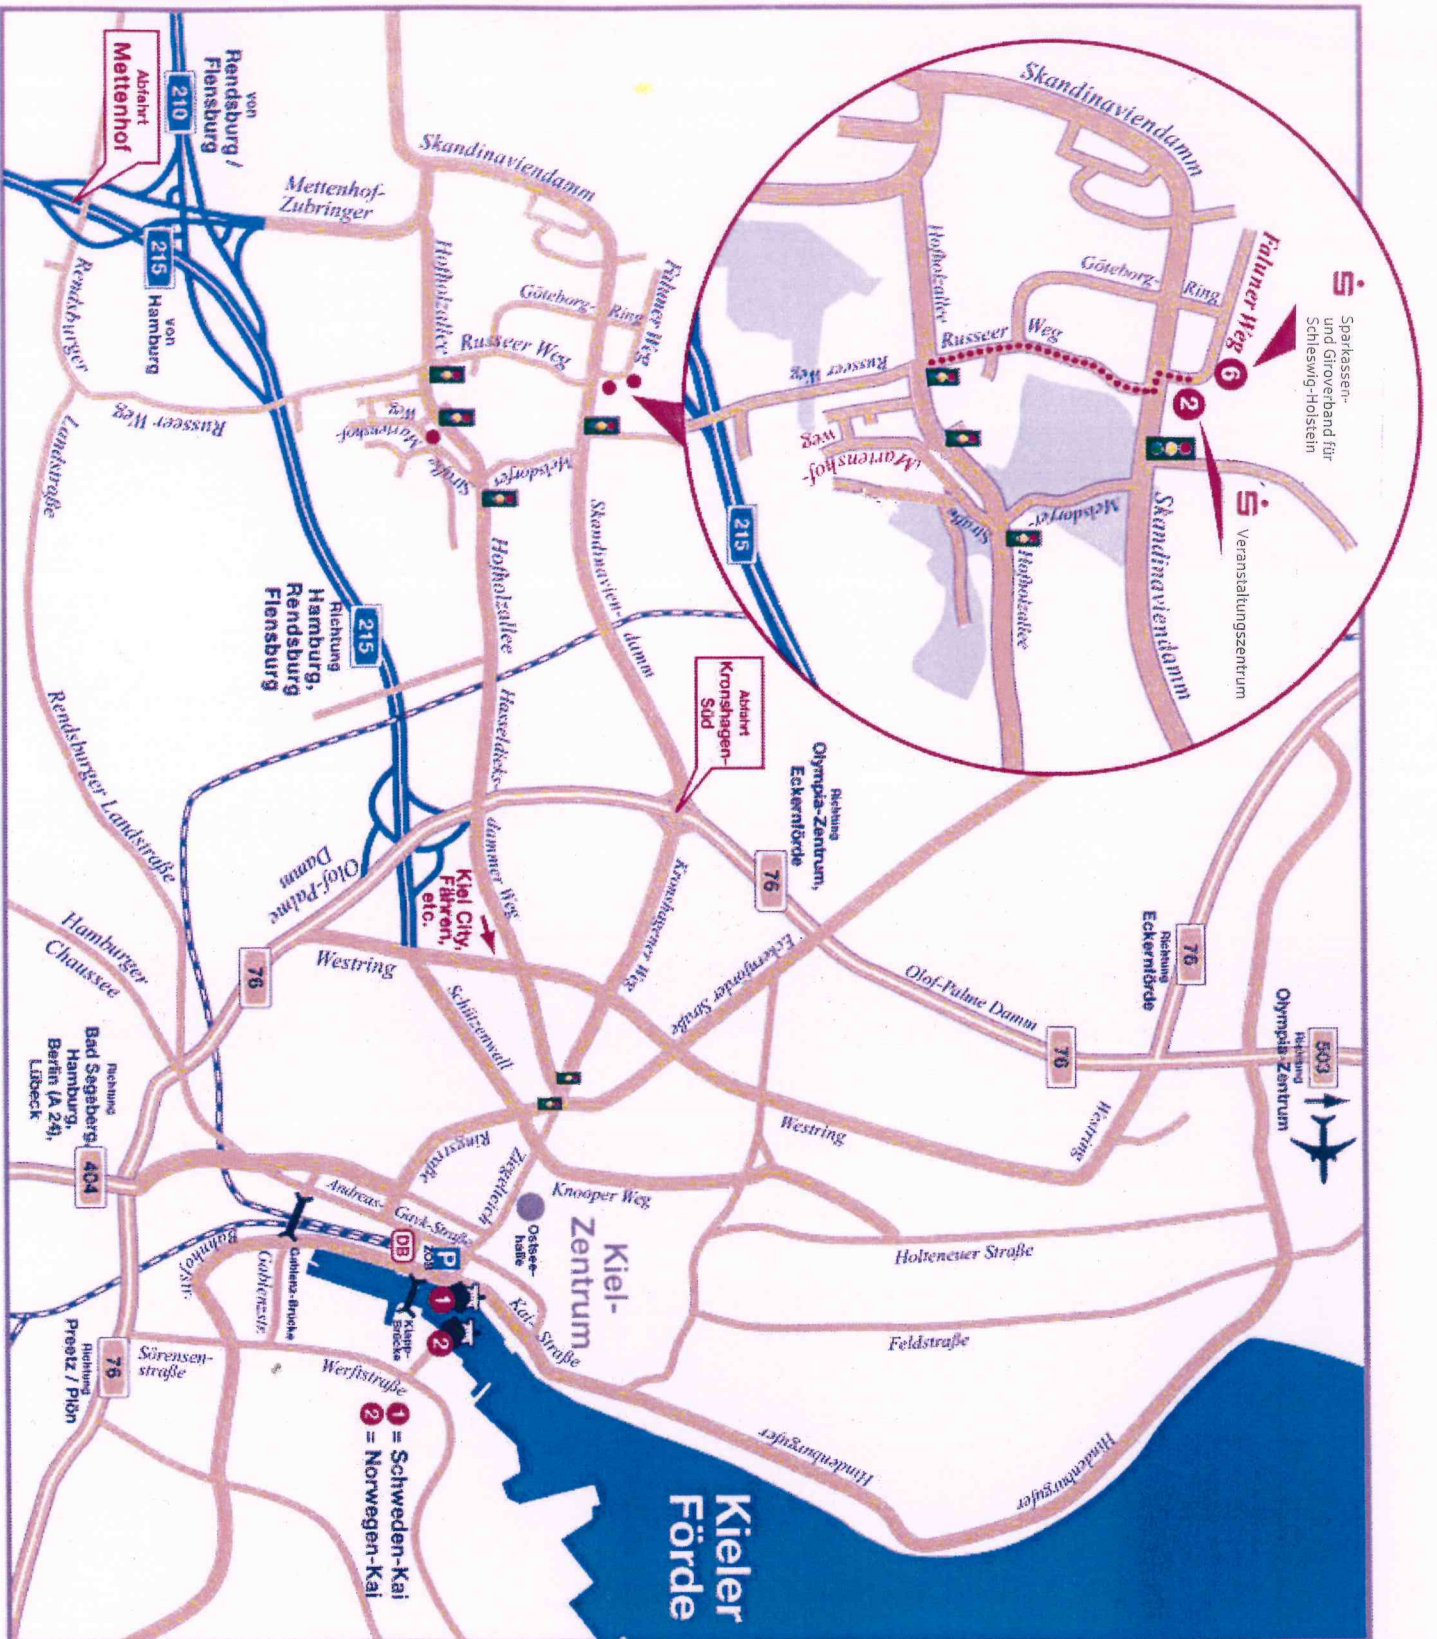 Sparkassen-
und Giroverband für
Schleswig-Holstein
Veranstaltungszentrum
Skandinaviendamm
Faluner Weg
6
2
Göteborg-
Ring
Russeer
Weg
Hofholzallee
Russeer
Weg
Martenshof-
weg
Melsdorfer
Straße
Hofholzallee
Skandinaviendamm
503
Richtung
Olympia-Zentrum
76
Richtung
Eckernförde
215
Richtung
Olympia-Zentrum,
Eckernförde
76
Olof-Palme Damm
76
Westring
Abfahrt
Kronshagen-
Süd
Skandinaviendamm
Faluner Weg
Göteborg-
Ring
Russeer Weg
Hofholzallee
Martenshof-
Weg
Melsdorfer
Straße
Skandinavien-
damm
Hofholzallee
Hasseldieks-
dammer Weg
Kronshagener Weg
Eckernförder Straße
Westring
Holtenauer Straße
Feldstraße
Hindenburgufer
Hindenburgufer
Kieler
Förde
Mettenhof-
Zubringer
von
Rendsburg /
Flensburg
210
Abfahrt
Mettenhof
215
von
Hamburg
Rendsburger
Landstraße
Russeer Weg
Richtung
Hamburg,
Rendsburg
Flensburg
215
Kiel City,
Fähren,
etc.
Olof-Palme
Damm
Westring
Schützenwall
Knooper Weg
Kiel-
Zentrum
Ostsee-
halle
Ziegelteich
Ringstraße
Andreas-
Gayk-Straße
Kai-
Straße
DB
P
ZOB
1
2
Klapp-
Brücke
Gablenz-Brücke
Gablenzstr.
Bahnhofstr.
Werftstraße
1 = Schweden-Kai
2 = Norwegen-Kai
Rendsburger Landstraße
Hamburger
Chaussee
76
Richtung
Bad Segeberg,
Hamburg,
Berlin (A 24),
Lübeck
404
Sörensen-
straße
76
Richtung
Preetz / Plön